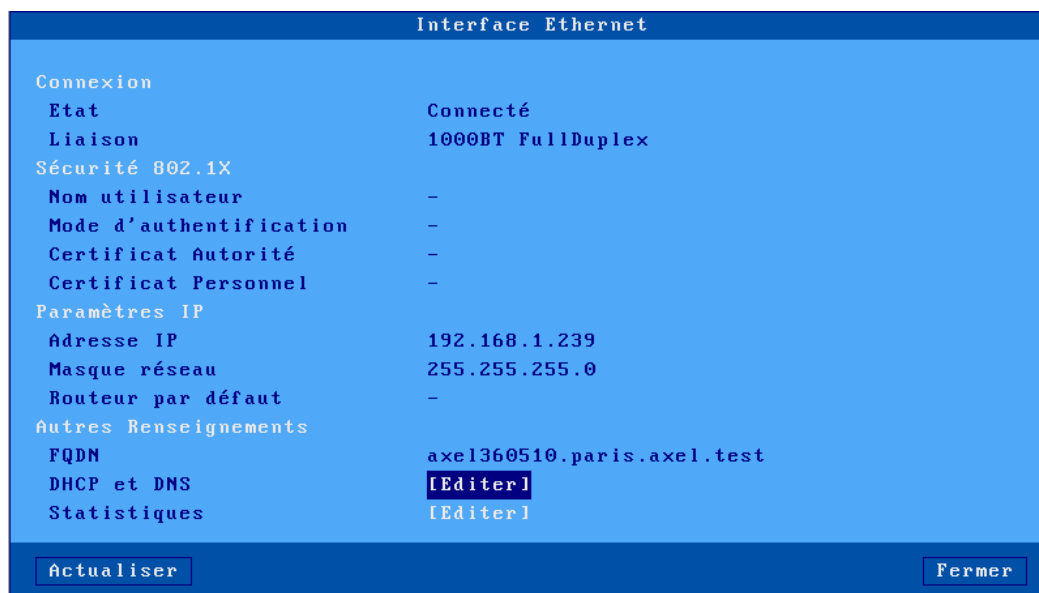 Interface Ethernet
Connexion
Etat Connecté
Liaison 1000BT FullDuplex
Sécurité 802.1X
Nom utilisateur -
Mode d'authentification -
Certificat Autorité -
Certificat Personnel -
Paramètres IP
Adresse IP 192.168.1.239
Masque réseau 255.255.255.0
Routeur par défaut -
Autres Renseignements
FQDN axel360510.paris.axel.test
DHCP et DNS [Editer]
Statistiques [Editer]
Actualiser Fermer